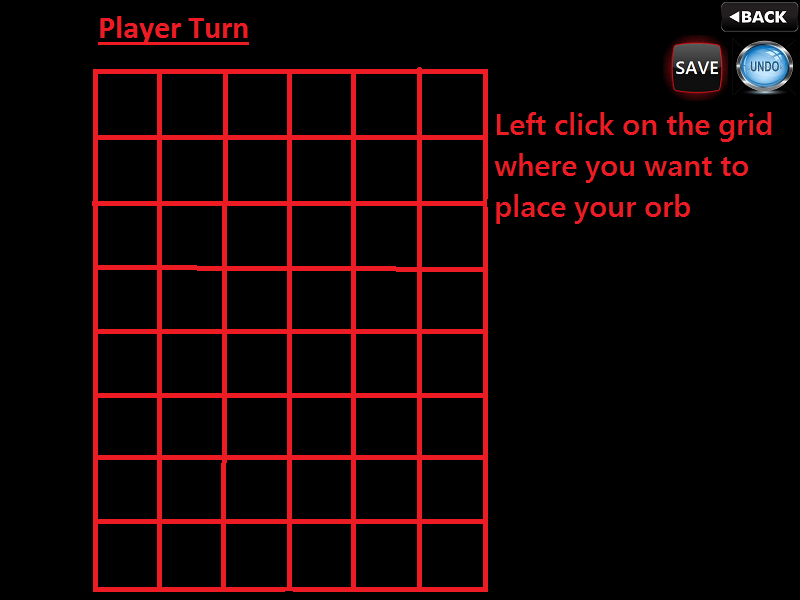 Player Turn
◄BACK
SAVE
UNDO
Left click on the grid
where you want to
place your orb